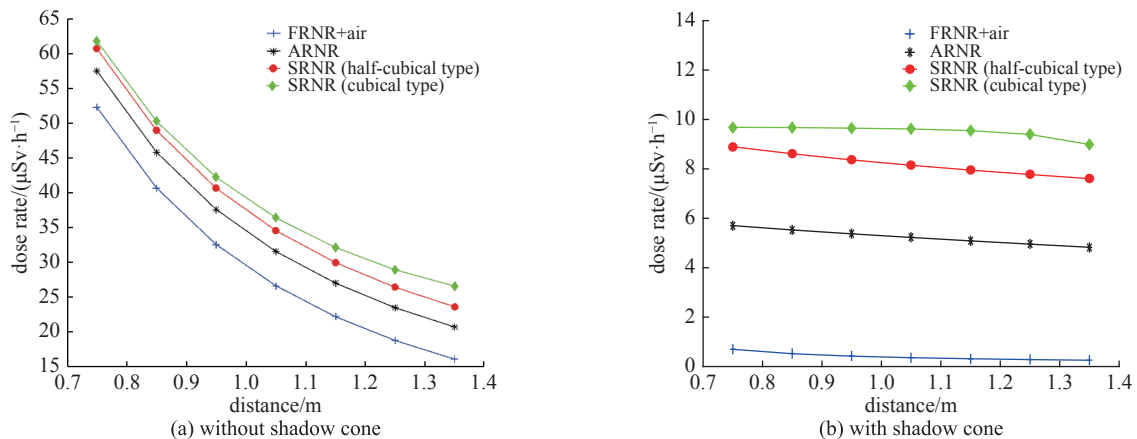 65
60
55
50
45
40
35
30
25
20
15
dose rate/(μSv·h⁻¹)
FRNR+air
ARNR
SRNR (half-cubical type)
SRNR (cubical type)
0.7 0.8 0.9 1.0 1.1 1.2 1.3 1.4
distance/m
(a) without shadow cone
14
12
10
8
6
4
2
0
dose rate/(μSv·h⁻¹)
FRNR+air
ARNR
SRNR (half-cubical type)
SRNR (cubical type)
0.7 0.8 0.9 1.0 1.1 1.2 1.3 1.4
distance/m
(b) with shadow cone